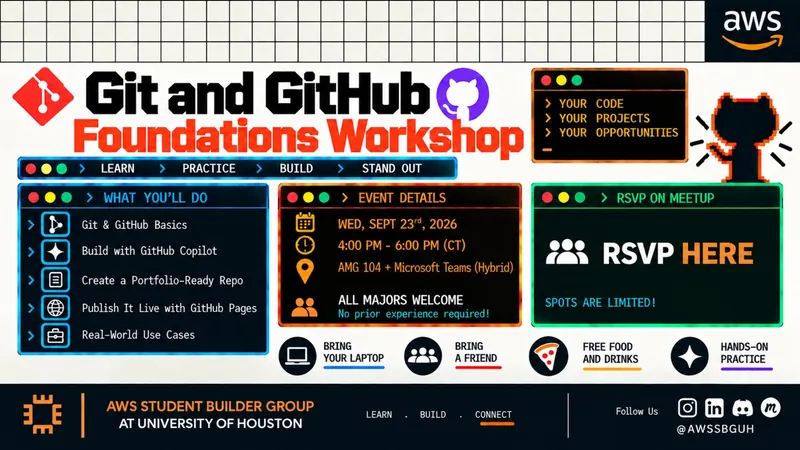 aws
Git and GitHub
Foundations Workshop
> YOUR CODE
> YOUR PROJECTS
> YOUR OPPORTUNITIES
_
> LEARN > PRACTICE > BUILD > STAND OUT
> WHAT YOU'LL DO
> Git & GitHub Basics
> Build with GitHub Copilot
> Create a Portfolio-Ready Repo
> Publish It Live with GitHub Pages
> Real-World Use Cases
> EVENT DETAILS
WED, SEPT 23rd, 2026
4:00 PM - 6:00 PM (CT)
AMG 104 + Microsoft Teams (Hybrid)
ALL MAJORS WELCOME
No prior experience required!
> RSVP ON MEETUP
RSVP HERE
SPOTS ARE LIMITED!
BRING
YOUR LAPTOP
BRING
A FRIEND
FREE FOOD
AND DRINKS
HANDS-ON
PRACTICE
AWS STUDENT BUILDER GROUP
AT UNIVERSITY OF HOUSTON
LEARN . BUILD . CONNECT
Follow Us
in
m
@AWSSBGUH